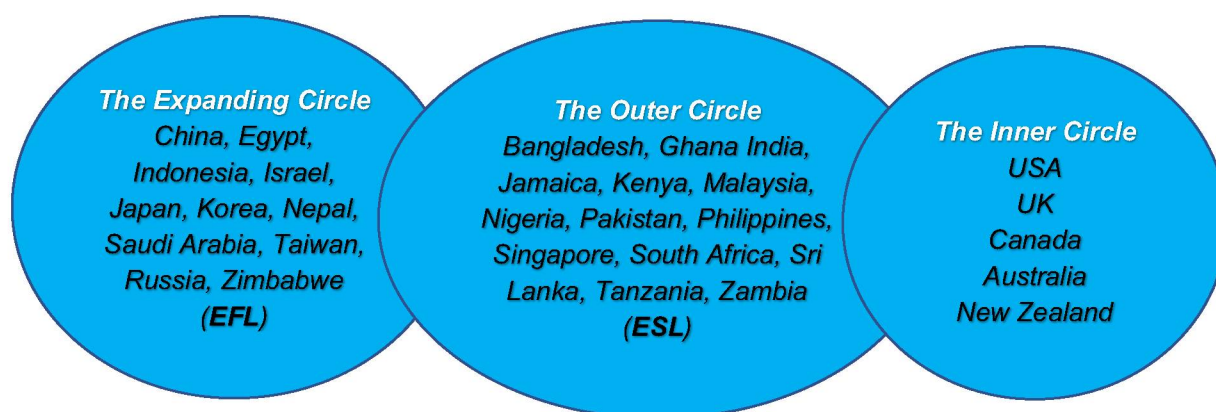 The Expanding Circle
China, Egypt,
Indonesia, Israel,
Japan, Korea, Nepal,
Saudi Arabia, Taiwan,
Russia, Zimbabwe
(EFL)
The Outer Circle
Bangladesh, Ghana India,
Jamaica, Kenya, Malaysia,
Nigeria, Pakistan, Philippines,
Singapore, South Africa, Sri
Lanka, Tanzania, Zambia
(ESL)
The Inner Circle
USA
UK
Canada
Australia
New Zealand